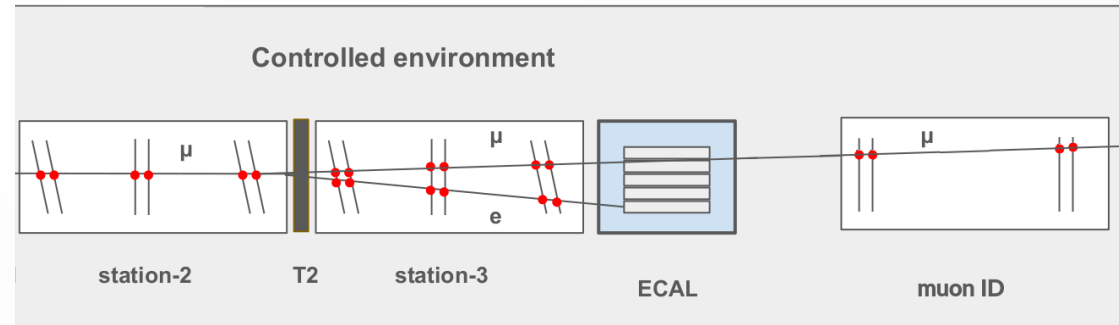 Controlled environment
μ
μ
μ
e
station-2
T2
station-3
ECAL
muon ID